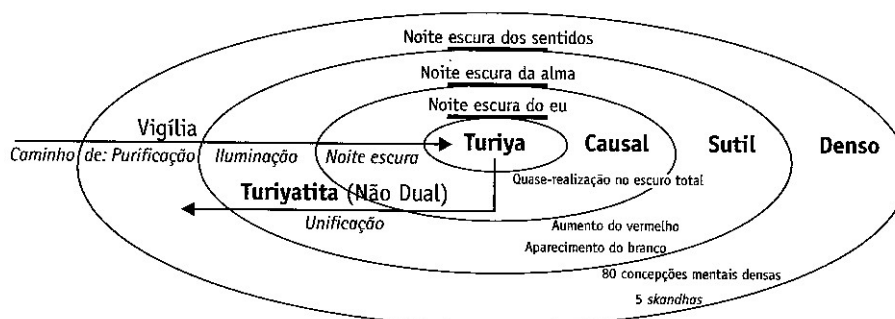 Noite escura dos sentidos
Noite escura da alma
Noite escura do eu
Vigília
Turiya Causal Sutil Denso
Caminho de: Purificação Iluminação Noite escura
Quase-realização no escuro total
Turiyatita (Não Dual)
Unificação
Aumento do vermelho
Aparecimento do branco
80 concepções mentais densas
5 skandhas